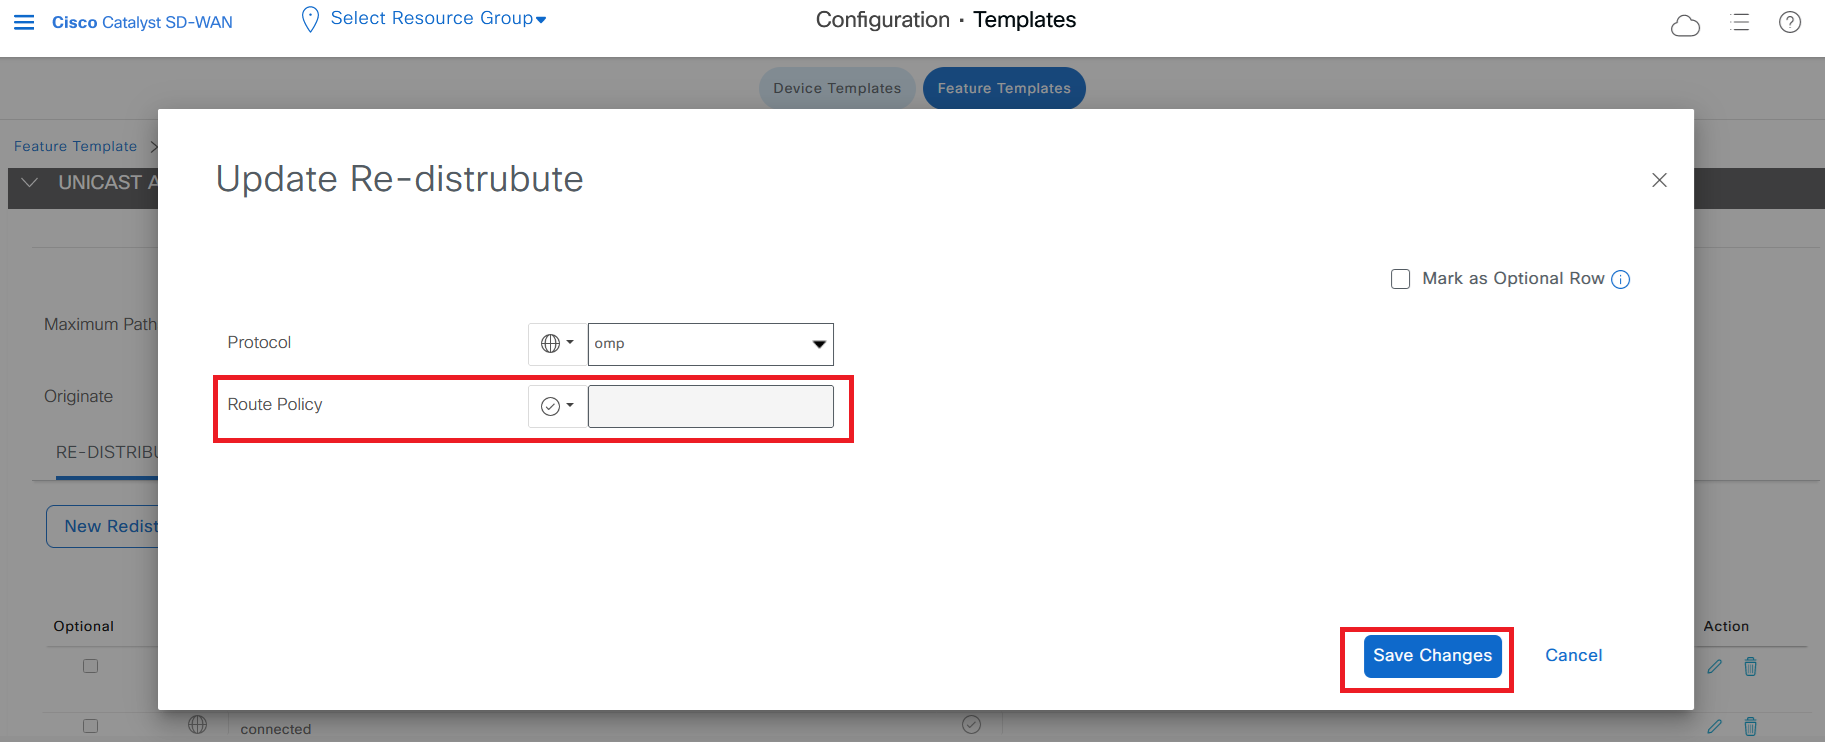 Cisco Catalyst SD-WAN
Select Resource Group
Configuration · Templates
Device Templates
Feature Templates
Feature Template
UNICAST A
Update Re-distrubute
Mark as Optional Row
Maximum Path
Protocol
omp
Originate
Route Policy
RE-DISTRIBU
New Redist
Optional
Action
Save Changes
Cancel
connected